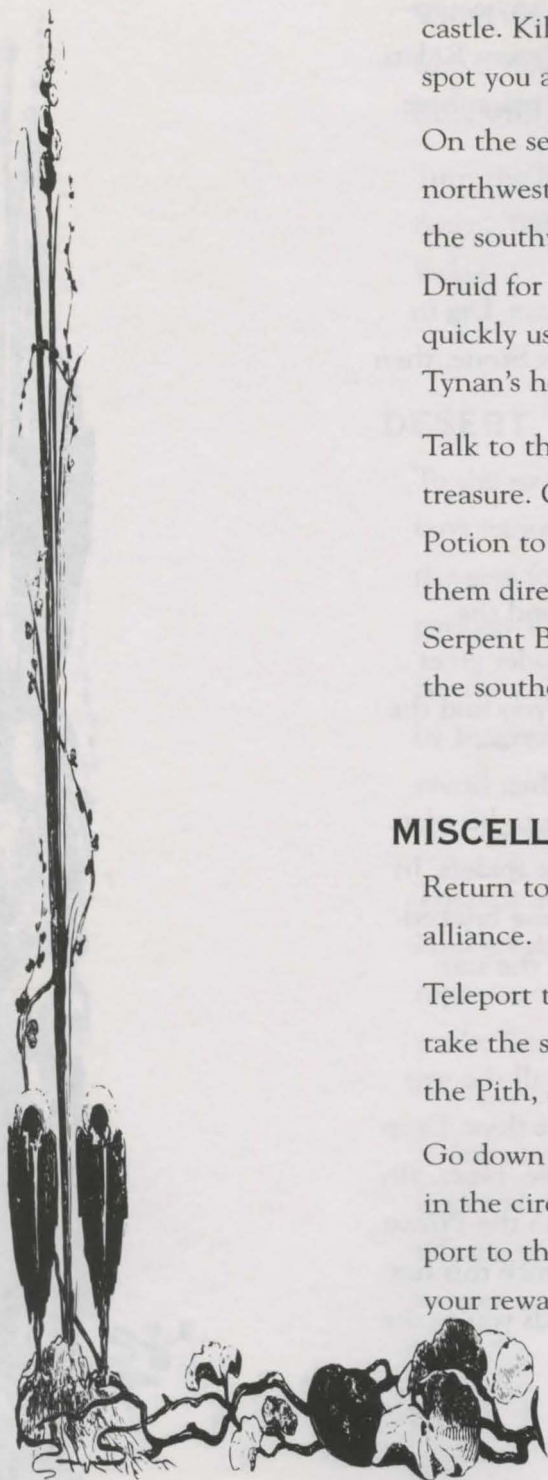 castle. Kil
spot you a
On the se
northwest
the south
Druid for
quickly us
Tynan's h
Talk to th
treasure. C
Potion to
them dire
Serpent B
the southe
MISCELL
Return to
alliance.
Teleport t
take the s
the Pith,
Go down
in the circ
port to th
your rewa